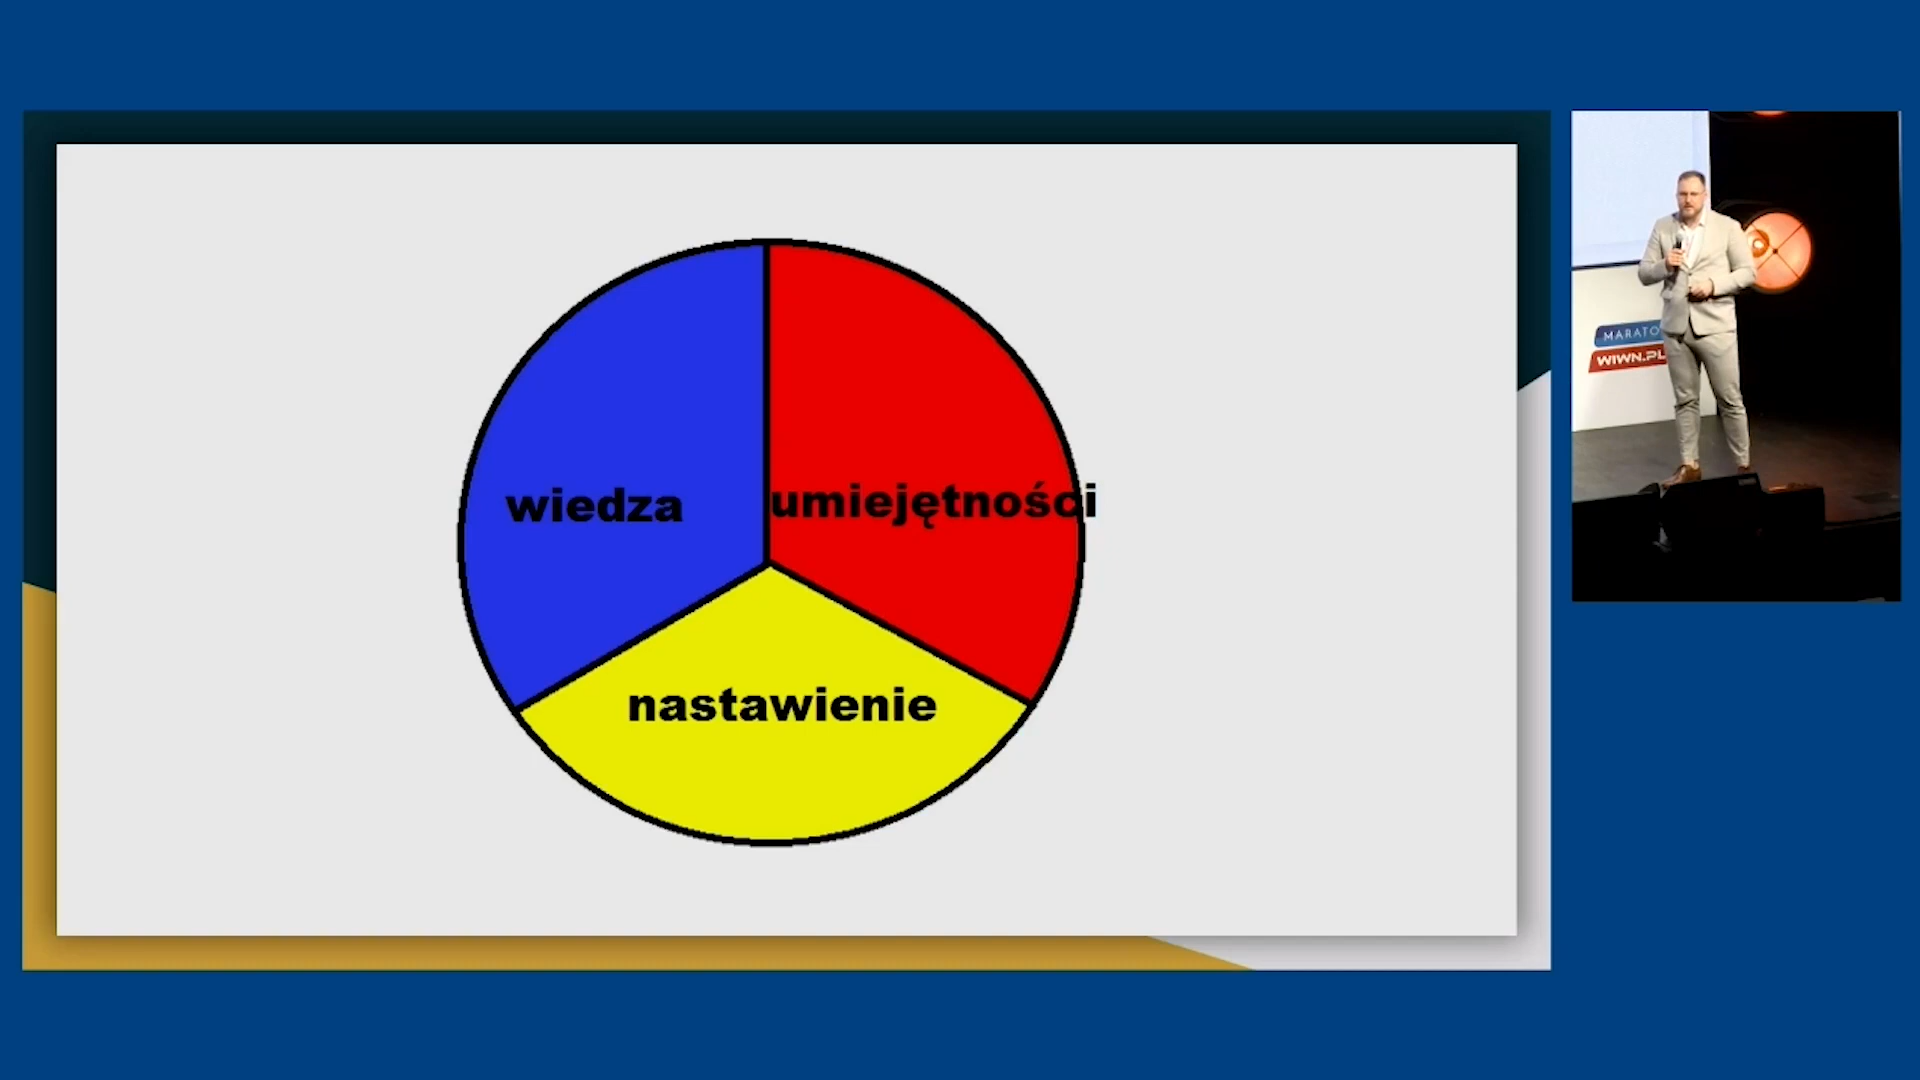 wiedza
umiejętności
nastawienie
MARATO
WIWN.PL